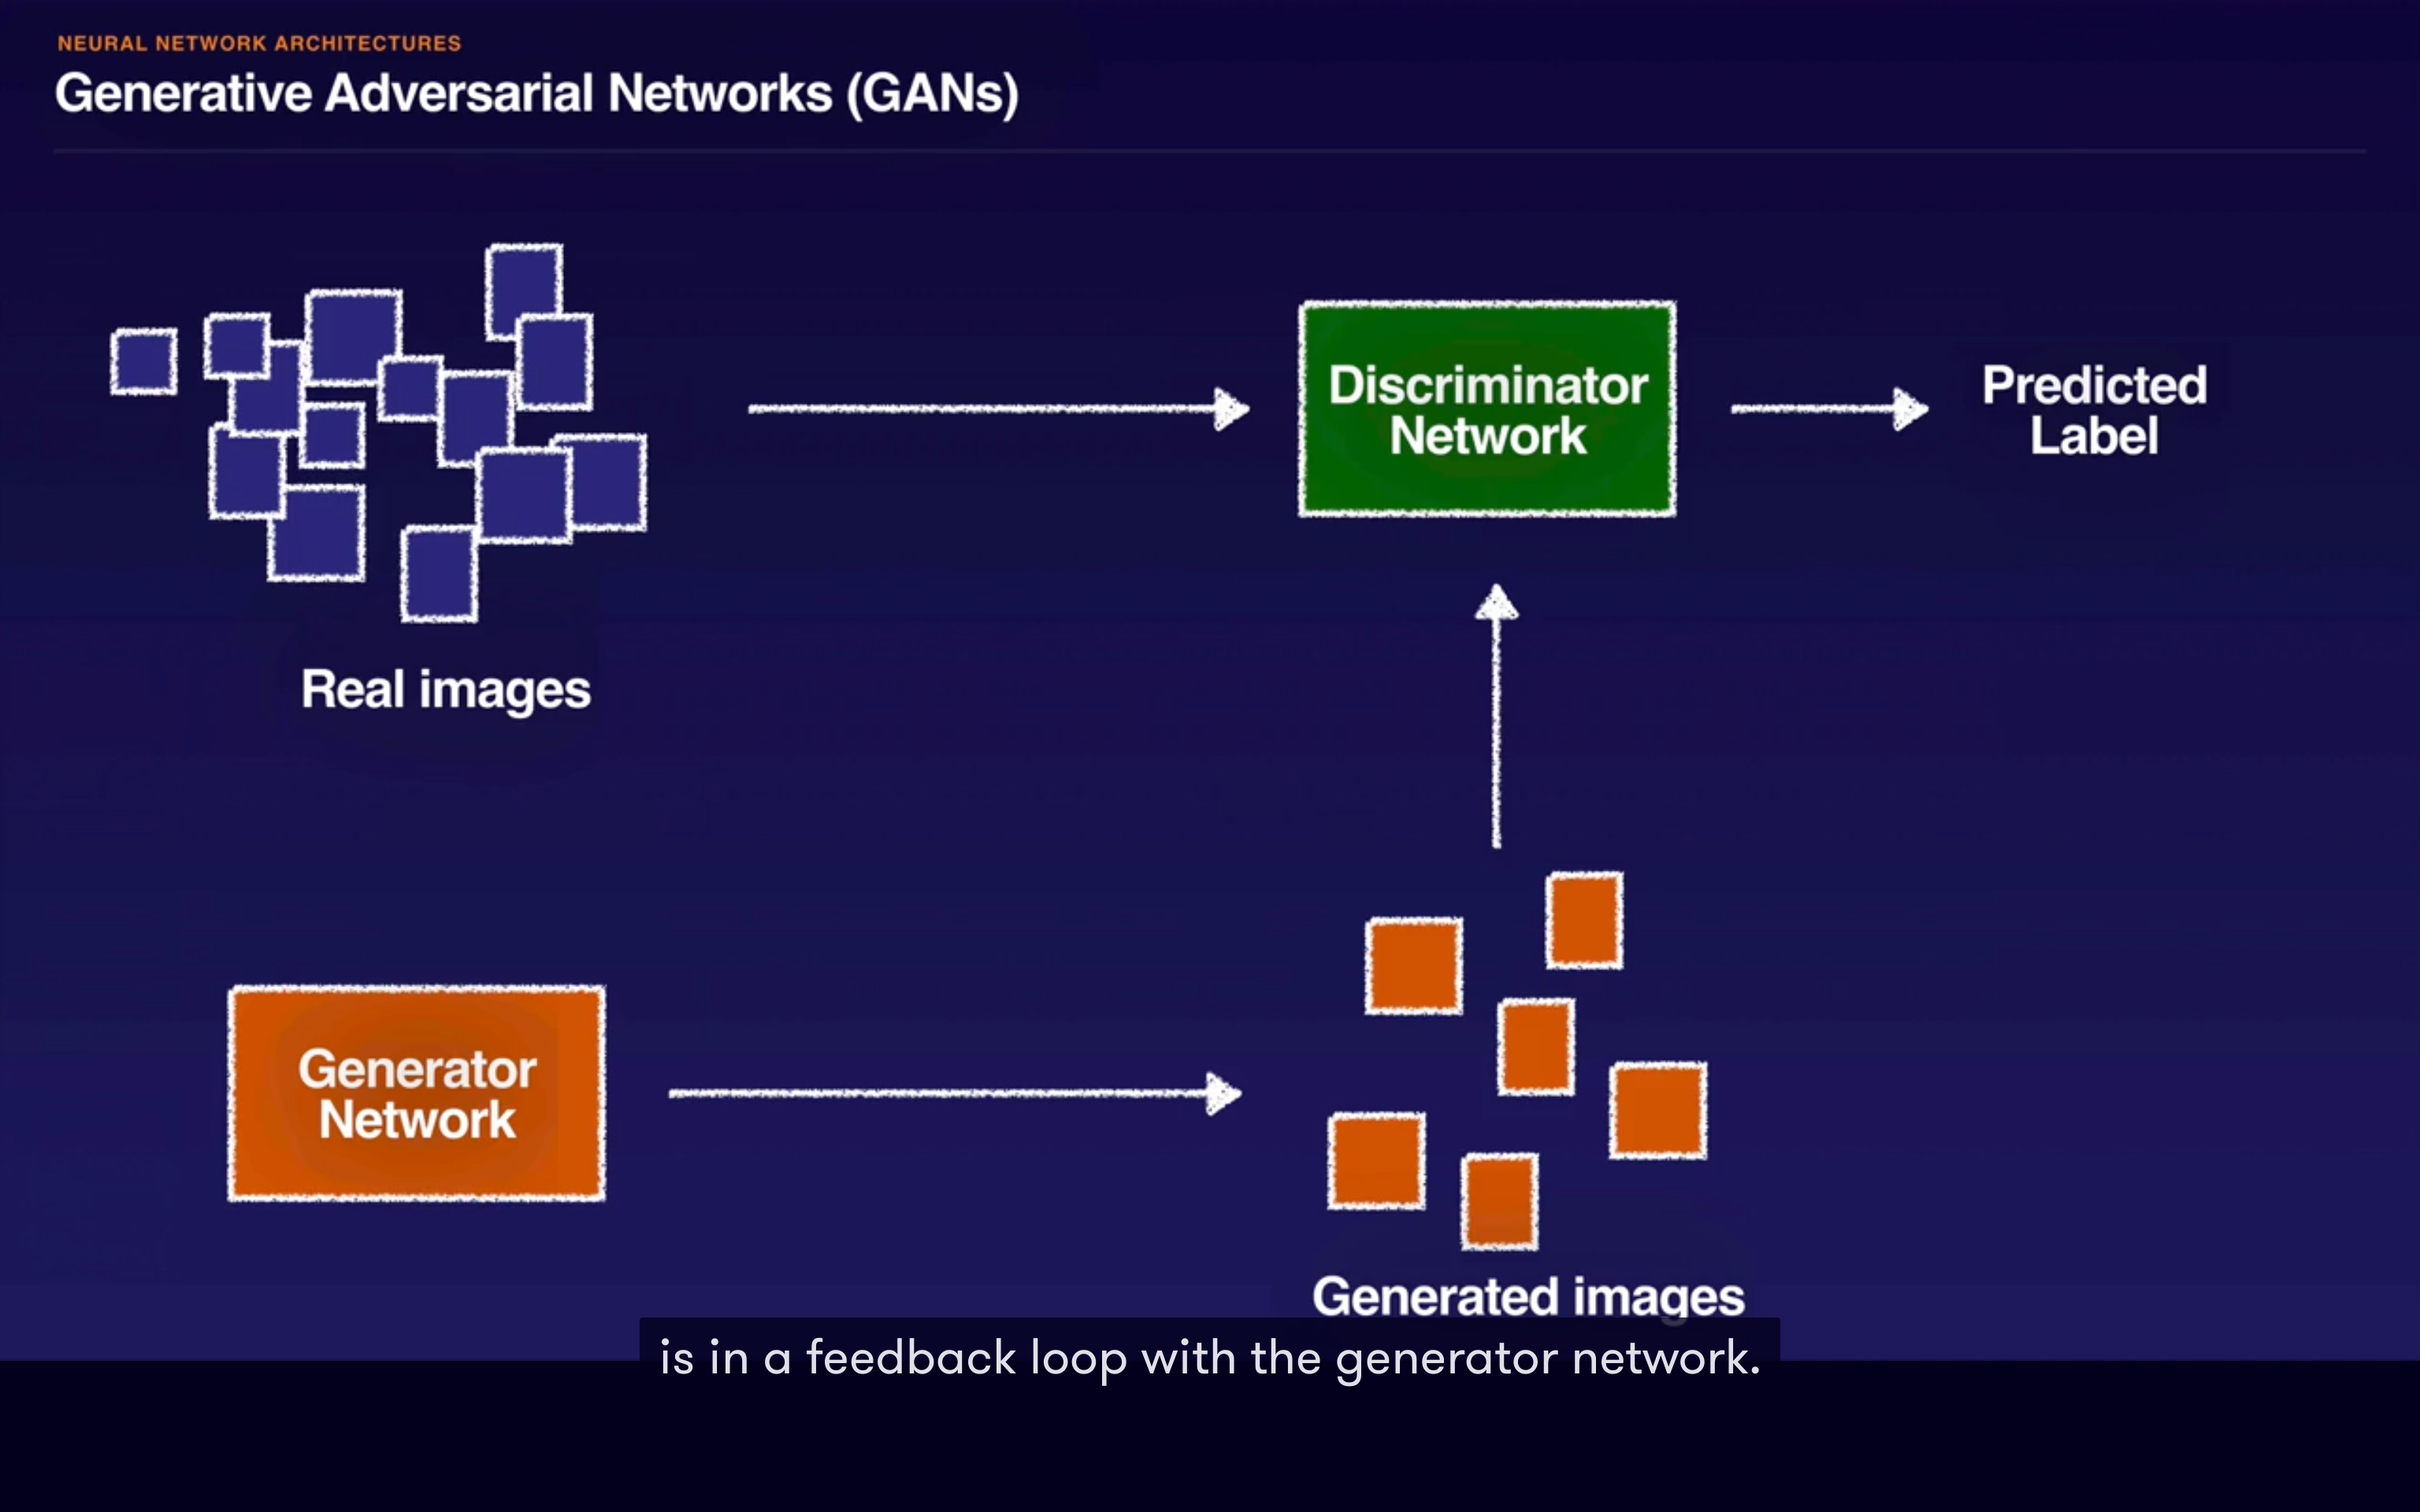 NEURAL NETWORK ARCHITECTURES
Generative Adversarial Networks (GANs)
Discriminator
Network
Predicted
Label
Real images
Generator
Network
Generated images
is in a feedback loop with the generator network.